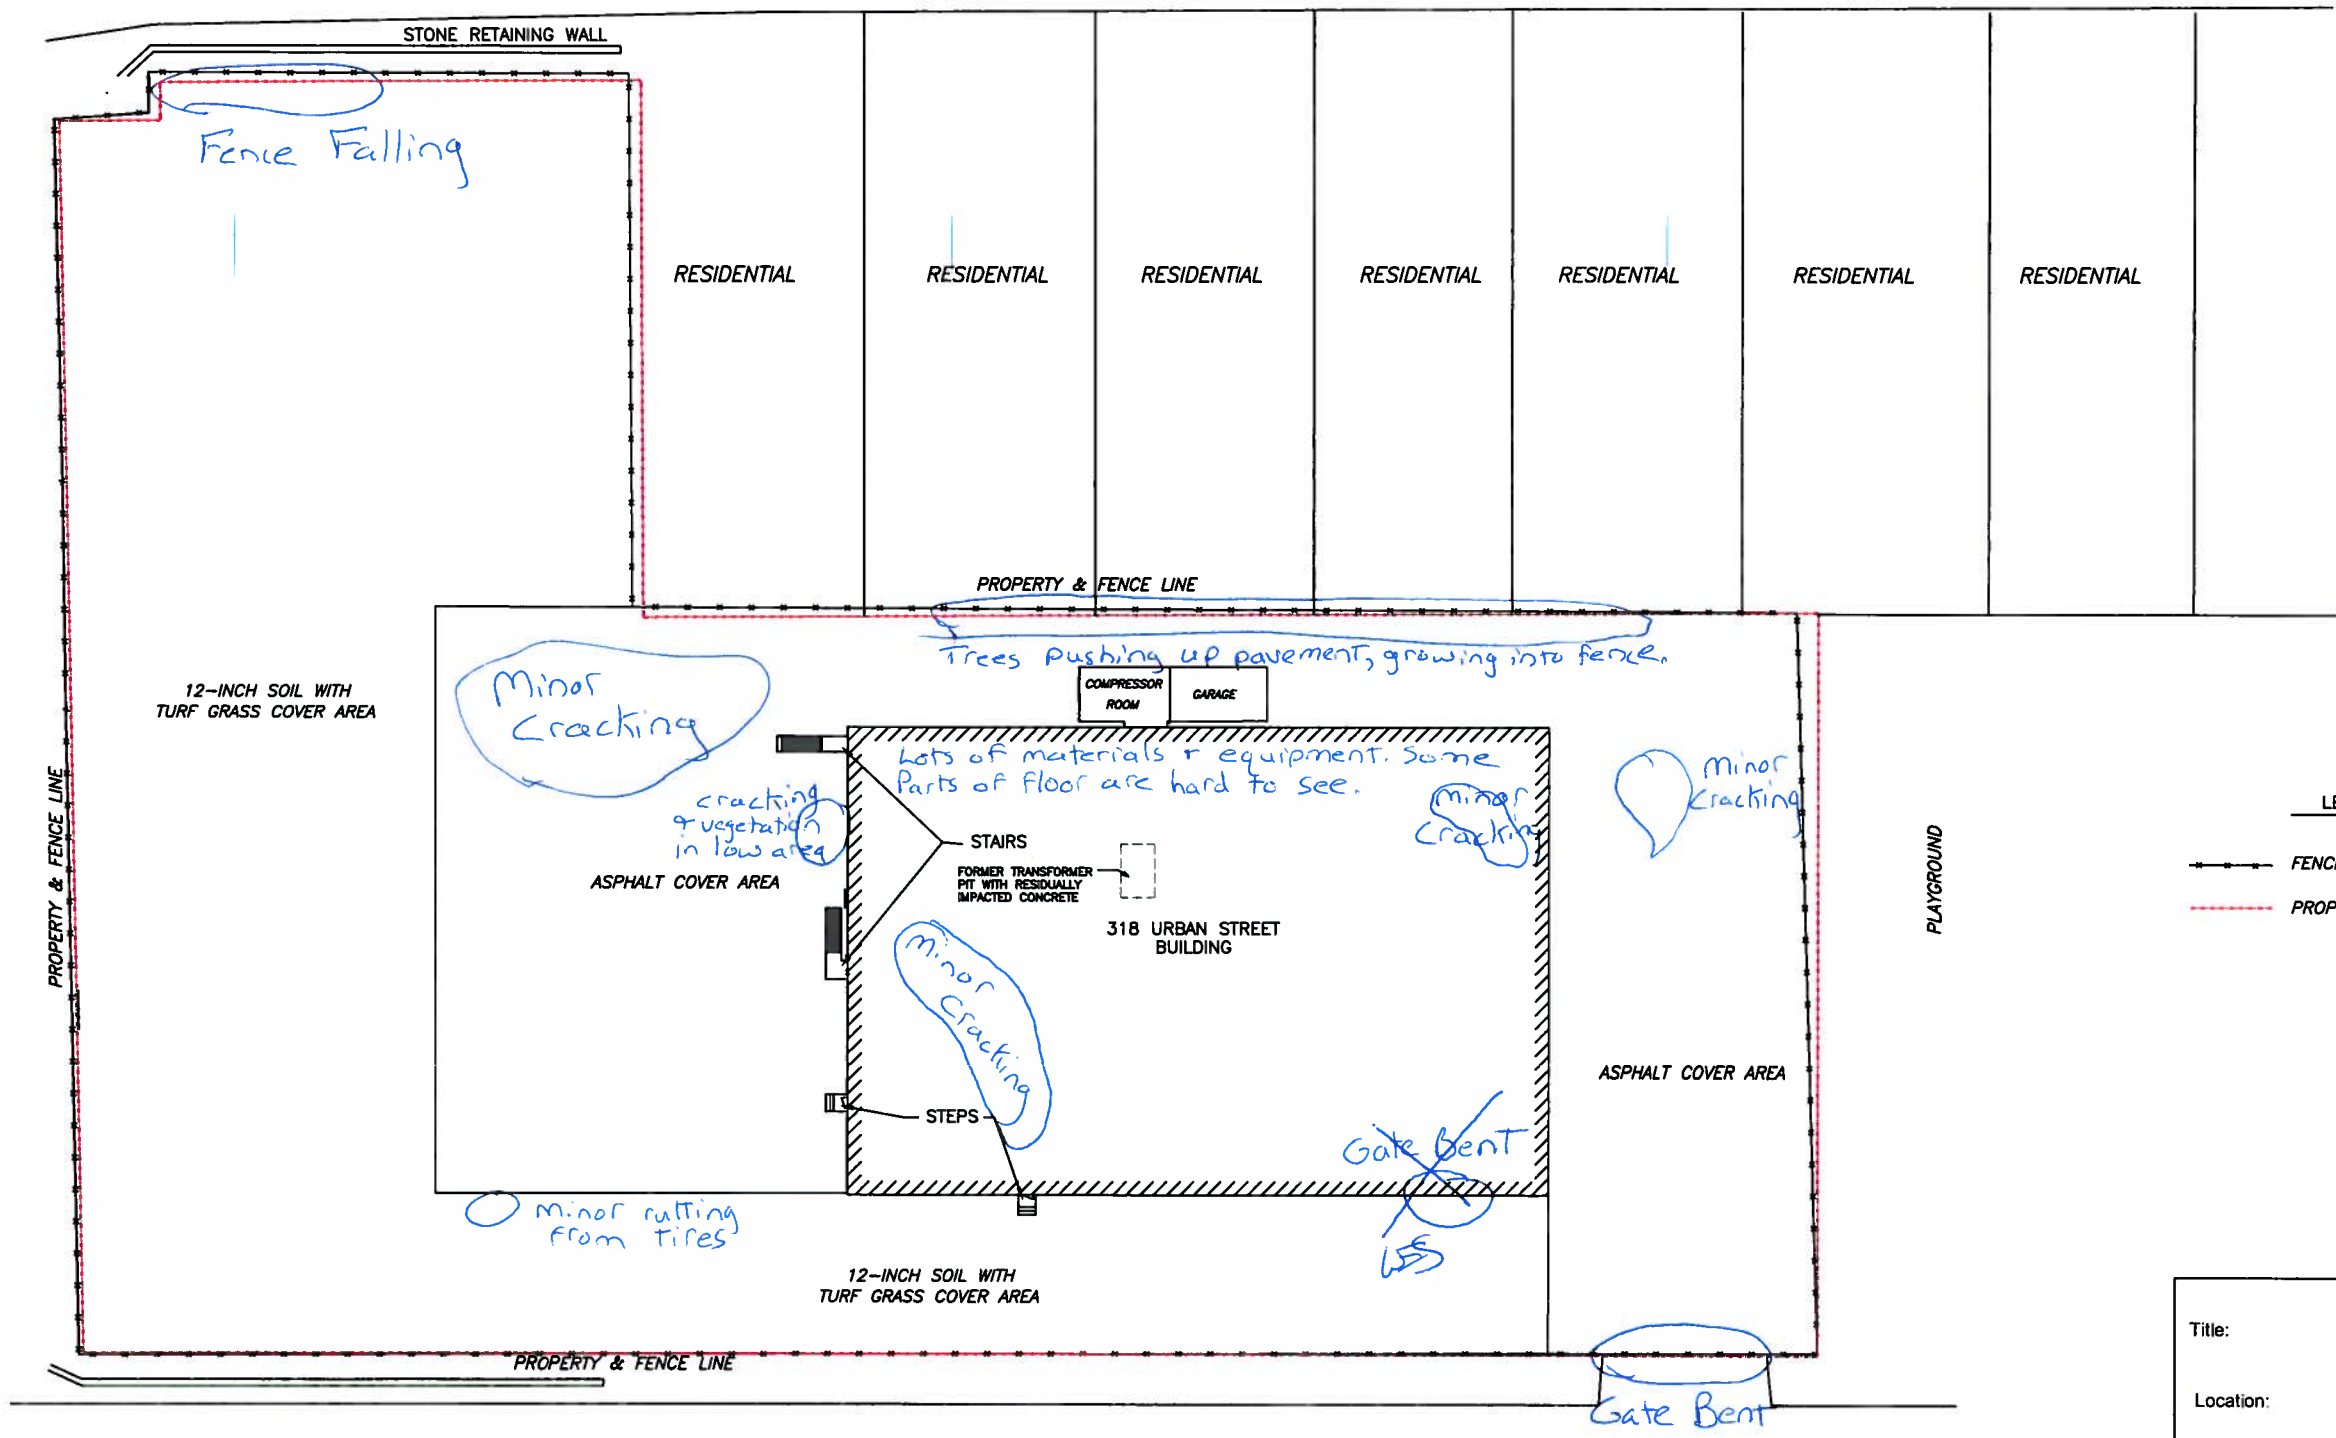 STONE RETAINING WALL
Fence Falling
RESIDENTIAL
RESIDENTIAL
RESIDENTIAL
RESIDENTIAL
RESIDENTIAL
RESIDENTIAL
RESIDENTIAL
PROPERTY & FENCE LINE
Trees pushing up pavement, growing into fence.
12-INCH SOIL WITH
TURF GRASS COVER AREA
Minor
Cracking
COMPRESSOR
ROOM
GARAGE
Lots of materials + equipment. Some
Parts of floor are hard to see.
Minor
Cracking
Minor
Cracking
cracking
+ vegetation
in low area
ASPHALT COVER AREA
STAIRS
FORMER TRANSFORMER
PIT WITH RESIDUALLY
IMPACTED CONCRETE
318 URBAN STREET
BUILDING
PROPERTY & FENCE LINE
PLAYGROUND
LE
FENC
PROP
Minor
Cracking
ASPHALT COVER AREA
STEPS
Gate Bent
Minor rutting
from tires
12-INCH SOIL WITH
TURF GRASS COVER AREA
PROPERTY & FENCE LINE
Gate Bent
Title:
Location: